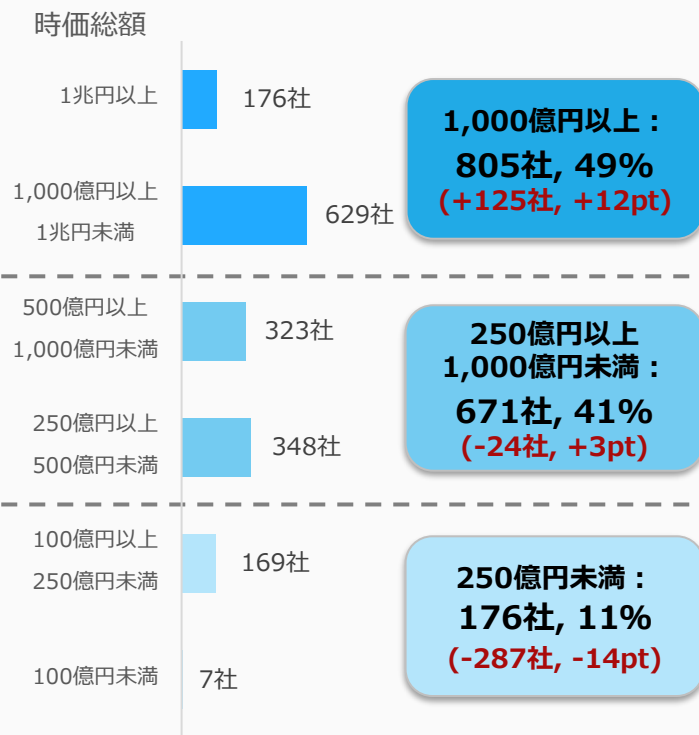 時価総額
1兆円以上
176社
1,000億円以上
1兆円未満
629社
1,000億円以上：
805社, 49%
(+125社, +12pt)
500億円以上
1,000億円未満
323社
250億円以上
500億円未満
348社
250億円以上
1,000億円未満：
671社, 41%
(-24社, +3pt)
100億円以上
250億円未満
169社
100億円未満
7社
250億円未満：
176社, 11%
(-287社, -14pt)